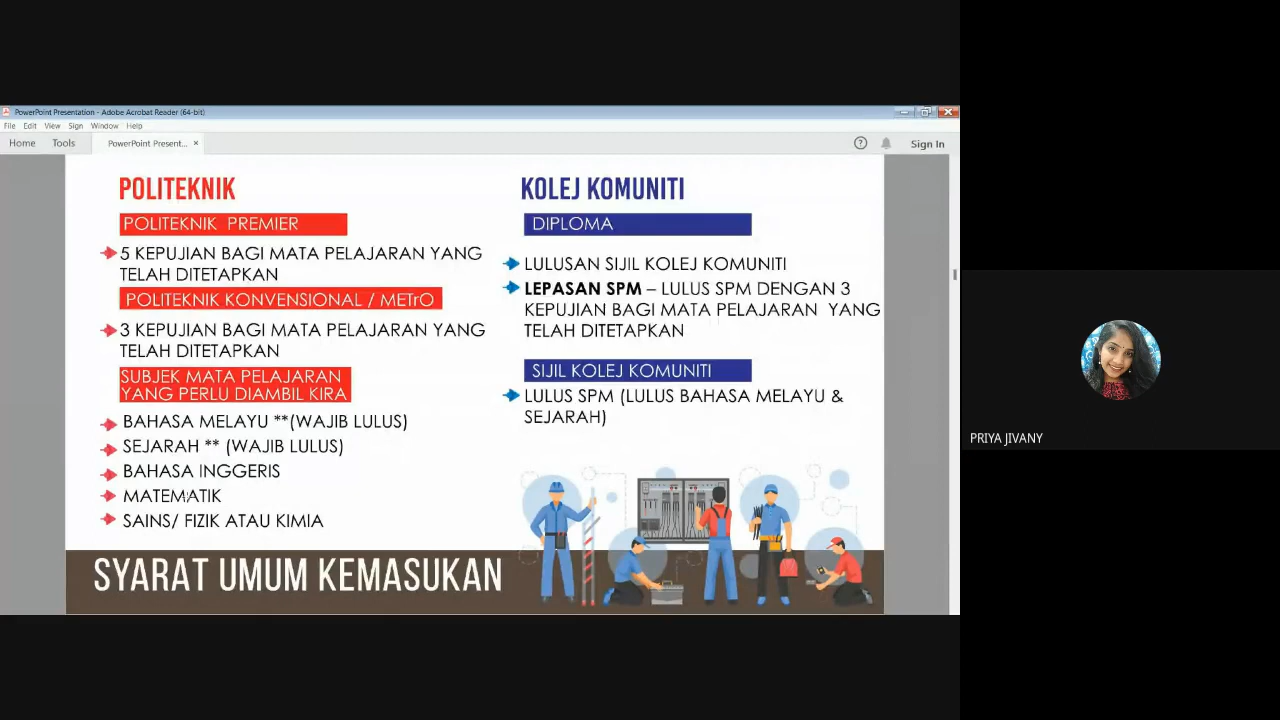 PowerPoint Presentation - Adobe Acrobat Reader (64-bit)
File Edit View Sign Window Help
Home Tools PowerPoint Present... × ? Sign In
POLITEKNIK
POLITEKNIK PREMIER
5 KEPUJIAN BAGI MATA PELAJARAN YANG
TELAH DITETAPKAN
POLITEKNIK KONVENSIONAL / METrO
3 KEPUJIAN BAGI MATA PELAJARAN YANG
TELAH DITETAPKAN
SUBJEK MATA PELAJARAN
YANG PERLU DIAMBIL KIRA
BAHASA MELAYU **(WAJIB LULUS)
SEJARAH ** (WAJIB LULUS)
BAHASA INGGERIS
MATEMATIK
SAINS/ FIZIK ATAU KIMIA
KOLEJ KOMUNITI
DIPLOMA
LULUSAN SIJIL KOLEJ KOMUNITI
LEPASAN SPM – LULUS SPM DENGAN 3
KEPUJIAN BAGI MATA PELAJARAN YANG
TELAH DITETAPKAN
SIJIL KOLEJ KOMUNITI
LULUS SPM (LULUS BAHASA MELAYU &
SEJARAH)
SYARAT UMUM KEMASUKAN
PRIYA JIVANY